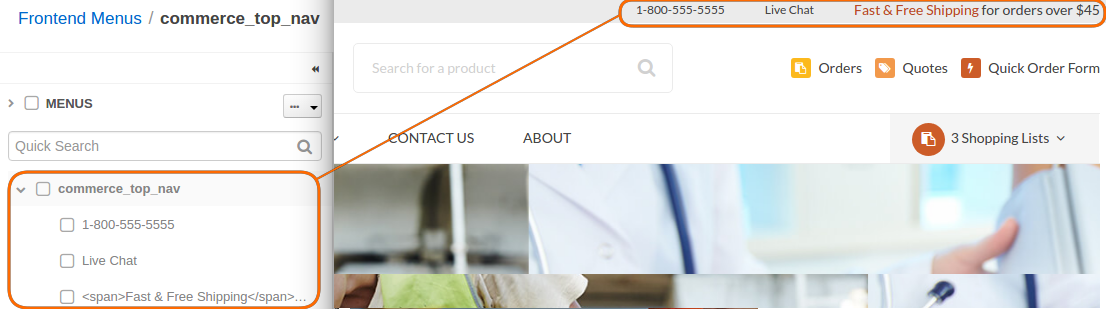 Frontend Menus / commerce_top_nav
MENUS
Quick Search
commerce_top_nav
1-800-555-5555
Live Chat
<span>Fast & Free Shipping</span>...
1-800-555-5555
Live Chat
Fast & Free Shipping for orders over $45
Search for a product
Orders
Quotes
Quick Order Form
CONTACT US
ABOUT
3 Shopping Lists